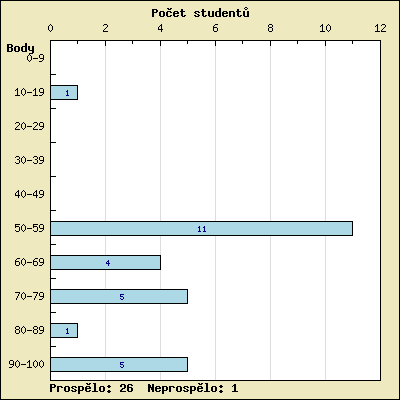 Počet studentů
0 2 4 6 8 10 12
Body
0-9
10-19 1
20-29
30-39
40-49
50-59 11
60-69 4
70-79 5
80-89 1
90-100 5
Prospělo: 26 Neprospělo: 1